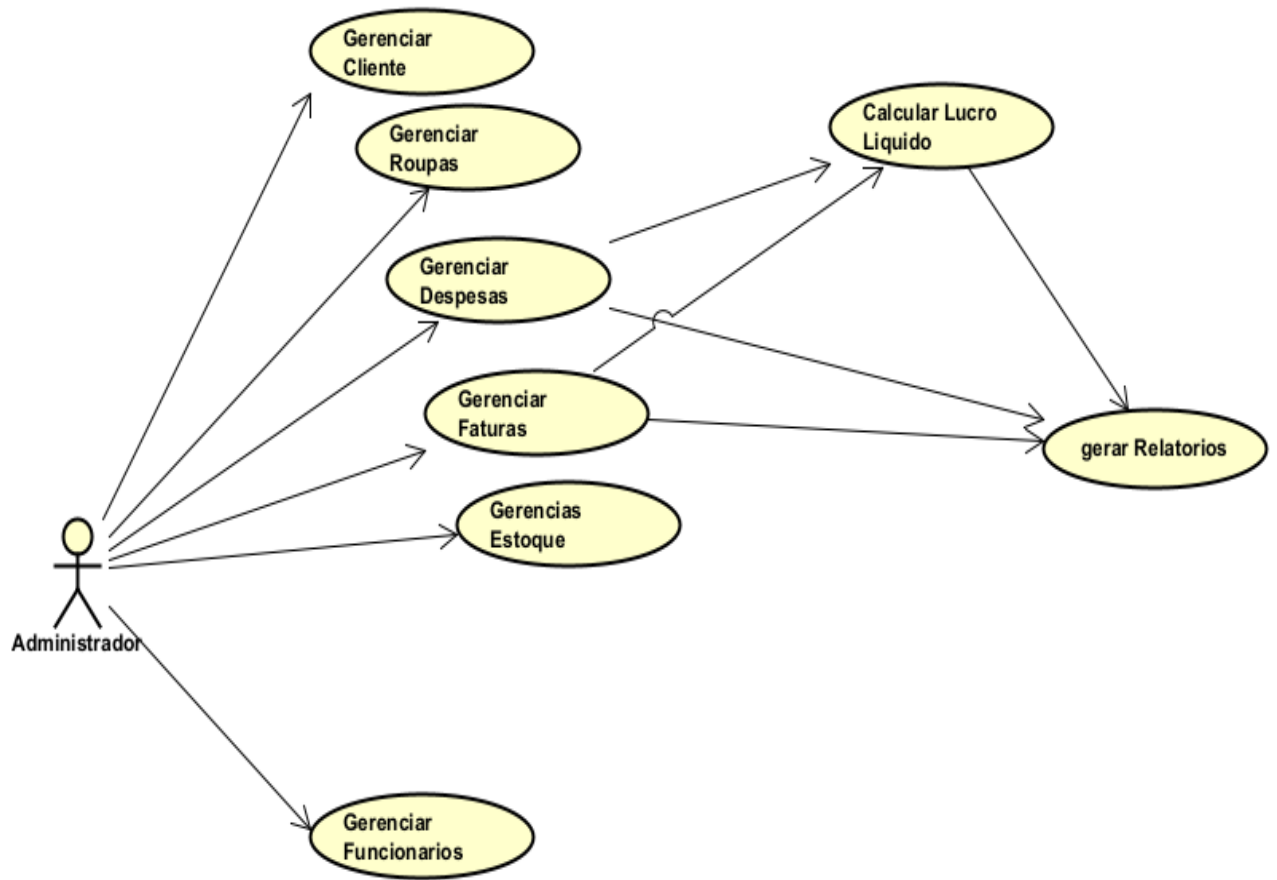 Gerenciar
Cliente
Gerenciar
Roupas
Calcular Lucro
Liquido
Gerenciar
Despesas
Gerenciar
Faturas
gerar Relatorios
Gerencias
Estoque
Administrador
Gerenciar
Funcionarios